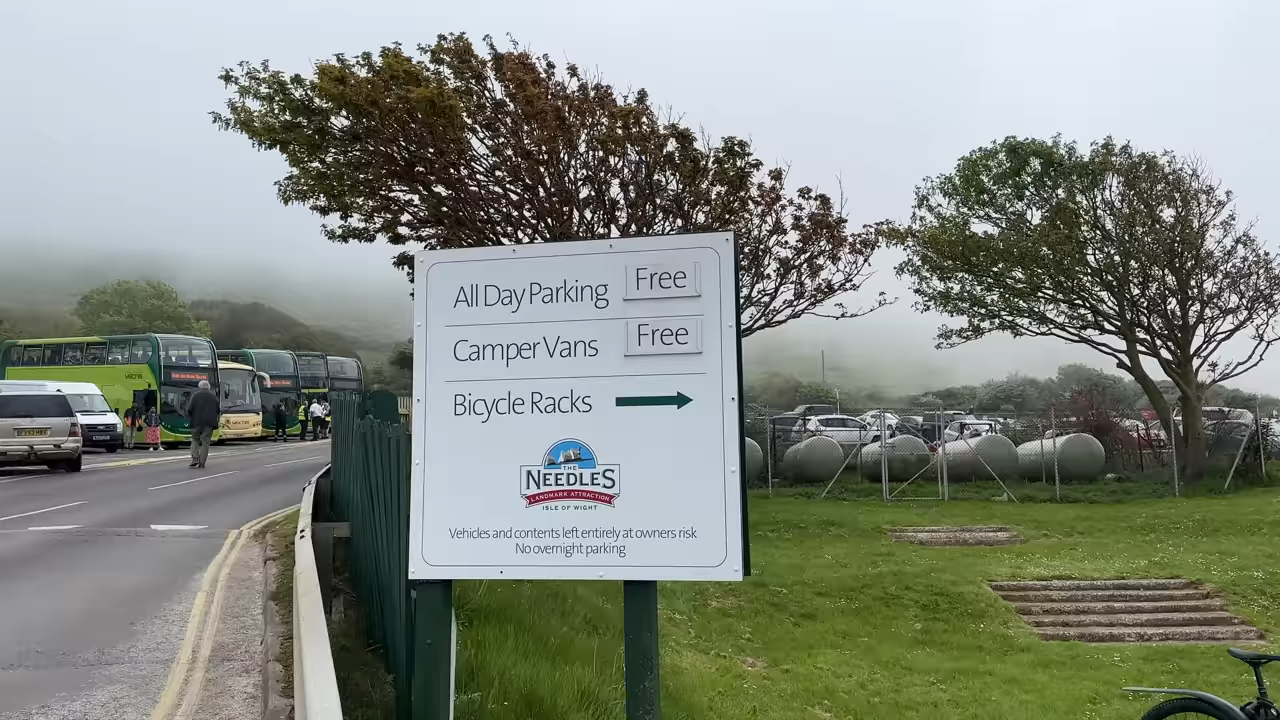 All Day Parking Free
Camper Vans Free
Bicycle Racks
THE
NEEDLES
LANDMARK ATTRACTION
ISLE OF WIGHT
Vehicles and contents left entirely at owners risk
No overnight parking